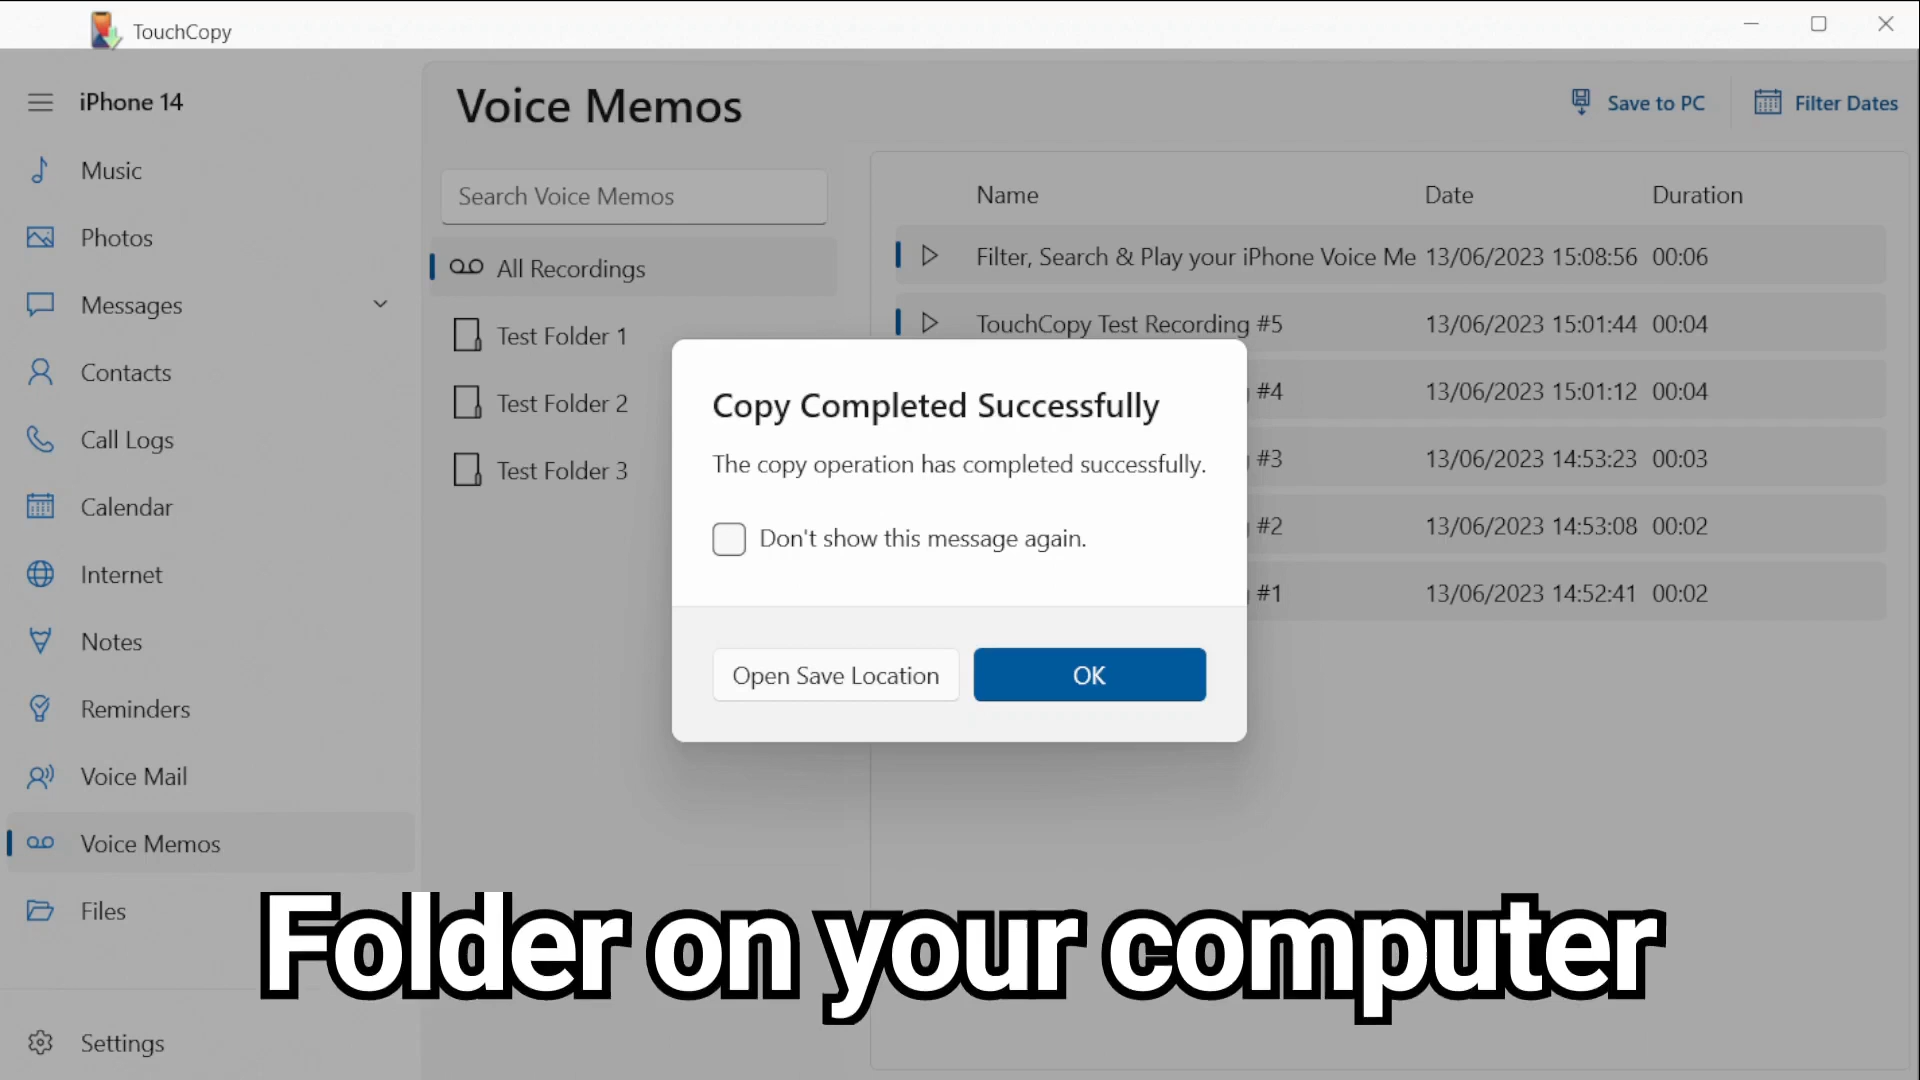 TouchCopy
iPhone 14
Music
Photos
Messages
Contacts
Call Logs
Calendar
Internet
Notes
Reminders
Voice Mail
Voice Memos
Files
Settings
Voice Memos
Save to PC
Filter Dates
Search Voice Memos
All Recordings
Test Folder 1
Test Folder 2
Test Folder 3
Name Date Duration
Filter, Search & Play your iPhone Voice Me 13/06/2023 15:08:56 00:06
TouchCopy Test Recording #5 13/06/2023 15:01:44 00:04
#4 13/06/2023 15:01:12 00:04
#3 13/06/2023 14:53:23 00:03
#2 13/06/2023 14:53:08 00:02
#1 13/06/2023 14:52:41 00:02
Copy Completed Successfully
The copy operation has completed successfully.
Don't show this message again.
Open Save Location
OK
Folder on your computer